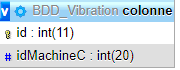 v BDD_Vibration colonne
id : int(11)
# idMachineC : int(20)